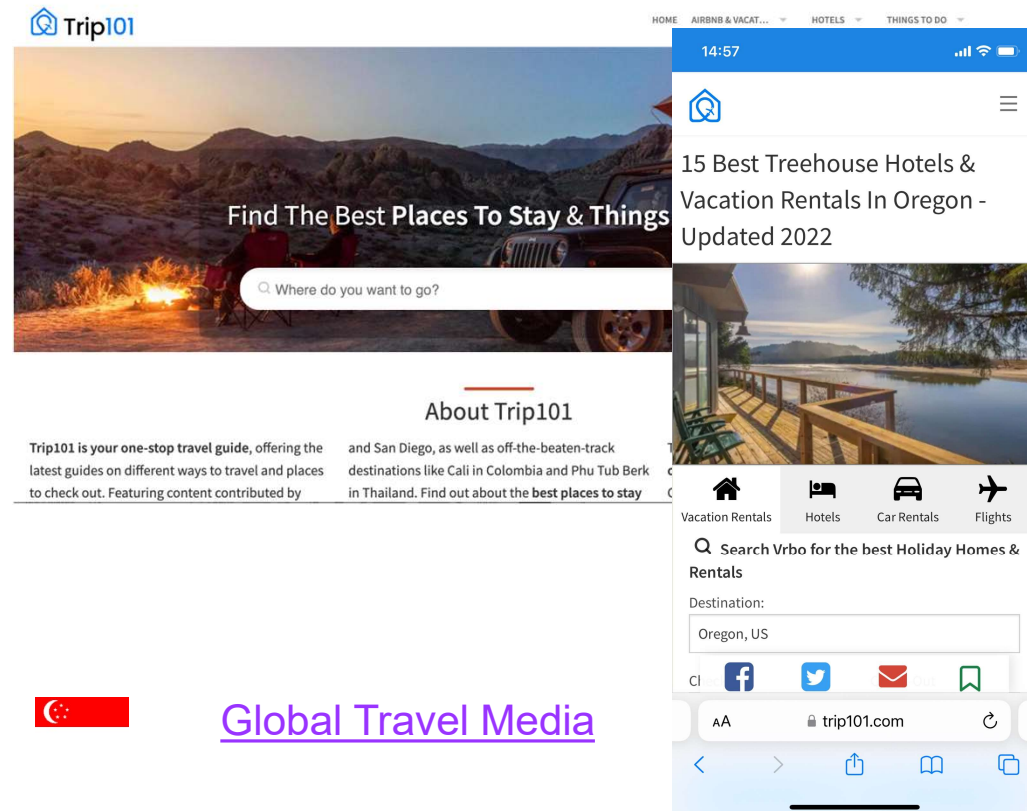 Trip101
HOME AIRBNB & VACAT... HOTELS THINGS TO DO
Find The Best Places To Stay & Things
Where do you want to go?
About Trip101
Trip101 is your one-stop travel guide, offering the
latest guides on different ways to travel and places
to check out. Featuring content contributed by
and San Diego, as well as off-the-beaten-track
destinations like Cali in Colombia and Phu Tub Berk
in Thailand. Find out about the best places to stay
14:57
15 Best Treehouse Hotels &
Vacation Rentals In Oregon -
Updated 2022
Vacation Rentals Hotels Car Rentals Flights
Search Vrbo for the best Holiday Homes &
Rentals
Destination:
Oregon, US
AA trip101.com
Global Travel Media